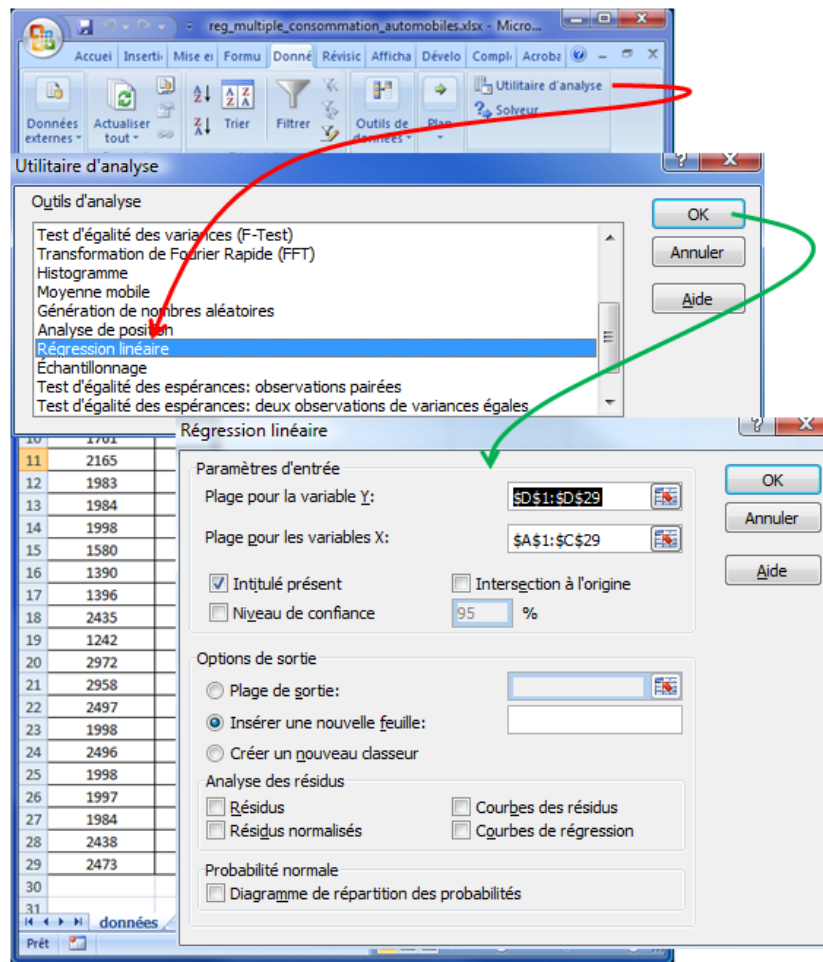 reg_multiple_consommation_automobiles.xlsx - Micro...
Accuei Inserti Mise ei Formu Donné Révisic Afficha Dévelo Compl Acroba
Données externes
Actualiser tout
Trier
Filtrer
Outils de données
Plan
Utilitaire d'analyse
Solveur
Utilitaire d'analyse
Outils d'analyse
Test d'égalité des variances (F-Test)
Transformation de Fourier Rapide (FFT)
Histogramme
Moyenne mobile
Génération de nombres aléatoires
Analyse de position
Régression linéaire
Échantillonnage
Test d'égalité des espérances: observations pairées
Test d'égalité des espérances: deux observations de variances égales
OK
Annuler
Aide
10 1761
11 2165
12 1983
13 1984
14 1998
15 1580
16 1390
17 1396
18 2435
19 1242
20 2972
21 2958
22 2497
23 1998
24 2496
25 1998
26 1997
27 1984
28 2438
29 2473
30
31
données
Prêt
Régression linéaire
Paramètres d'entrée
Plage pour la variable Y: $D$1:$D$29
Plage pour les variables X: $A$1:$C$29
Intitulé présent
Intersection à l'origine
Niveau de confiance 95 %
Options de sortie
Plage de sortie:
Insérer une nouvelle feuille:
Créer un nouveau classeur
Analyse des résidus
Résidus
Courbes des résidus
Résidus normalisés
Courbes de régression
Probabilité normale
Diagramme de répartition des probabilités
OK
Annuler
Aide